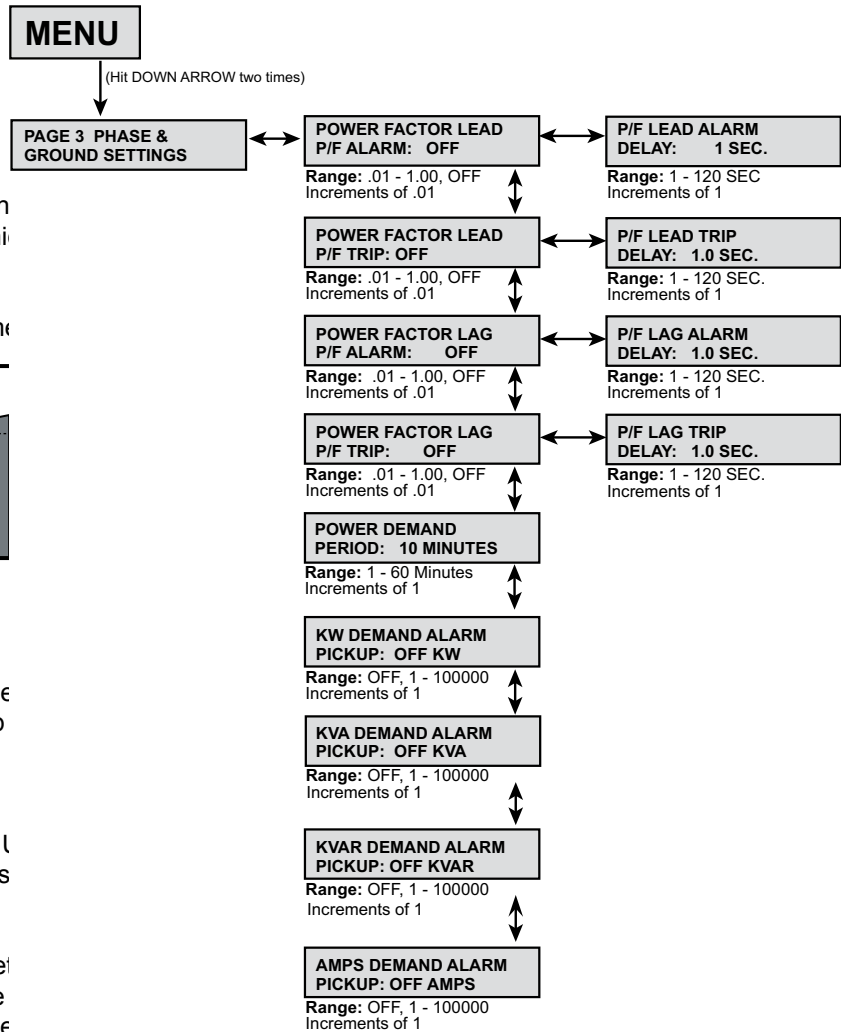 MENU
(Hit DOWN ARROW two times)
PAGE 3 PHASE &
GROUND SETTINGS
POWER FACTOR LEAD
P/F ALARM: OFF
Range: .01 - 1.00, OFF
Increments of .01
P/F LEAD ALARM
DELAY: 1 SEC.
Range: 1 - 120 SEC
Increments of 1
POWER FACTOR LEAD
P/F TRIP: OFF
Range: .01 - 1.00, OFF
Increments of .01
P/F LEAD TRIP
DELAY: 1.0 SEC.
Range: 1 - 120 SEC.
Increments of 1
POWER FACTOR LAG
P/F ALARM: OFF
Range: .01 - 1.00, OFF
Increments of .01
P/F LAG ALARM
DELAY: 1.0 SEC.
Range: 1 - 120 SEC.
Increments of 1
POWER FACTOR LAG
P/F TRIP: OFF
Range: .01 - 1.00, OFF
Increments of .01
P/F LAG TRIP
DELAY: 1.0 SEC.
Range: 1 - 120 SEC.
Increments of 1
POWER DEMAND
PERIOD: 10 MINUTES
Range: 1 - 60 Minutes
Increments of 1
KW DEMAND ALARM
PICKUP: OFF KW
Range: OFF, 1 - 100000
Increments of 1
KVA DEMAND ALARM
PICKUP: OFF KVA
Range: OFF, 1 - 100000
Increments of 1
KVAR DEMAND ALARM
PICKUP: OFF KVAR
Range: OFF, 1 - 100000
Increments of 1
AMPS DEMAND ALARM
PICKUP: OFF AMPS
Range: OFF, 1 - 100000
Increments of 1